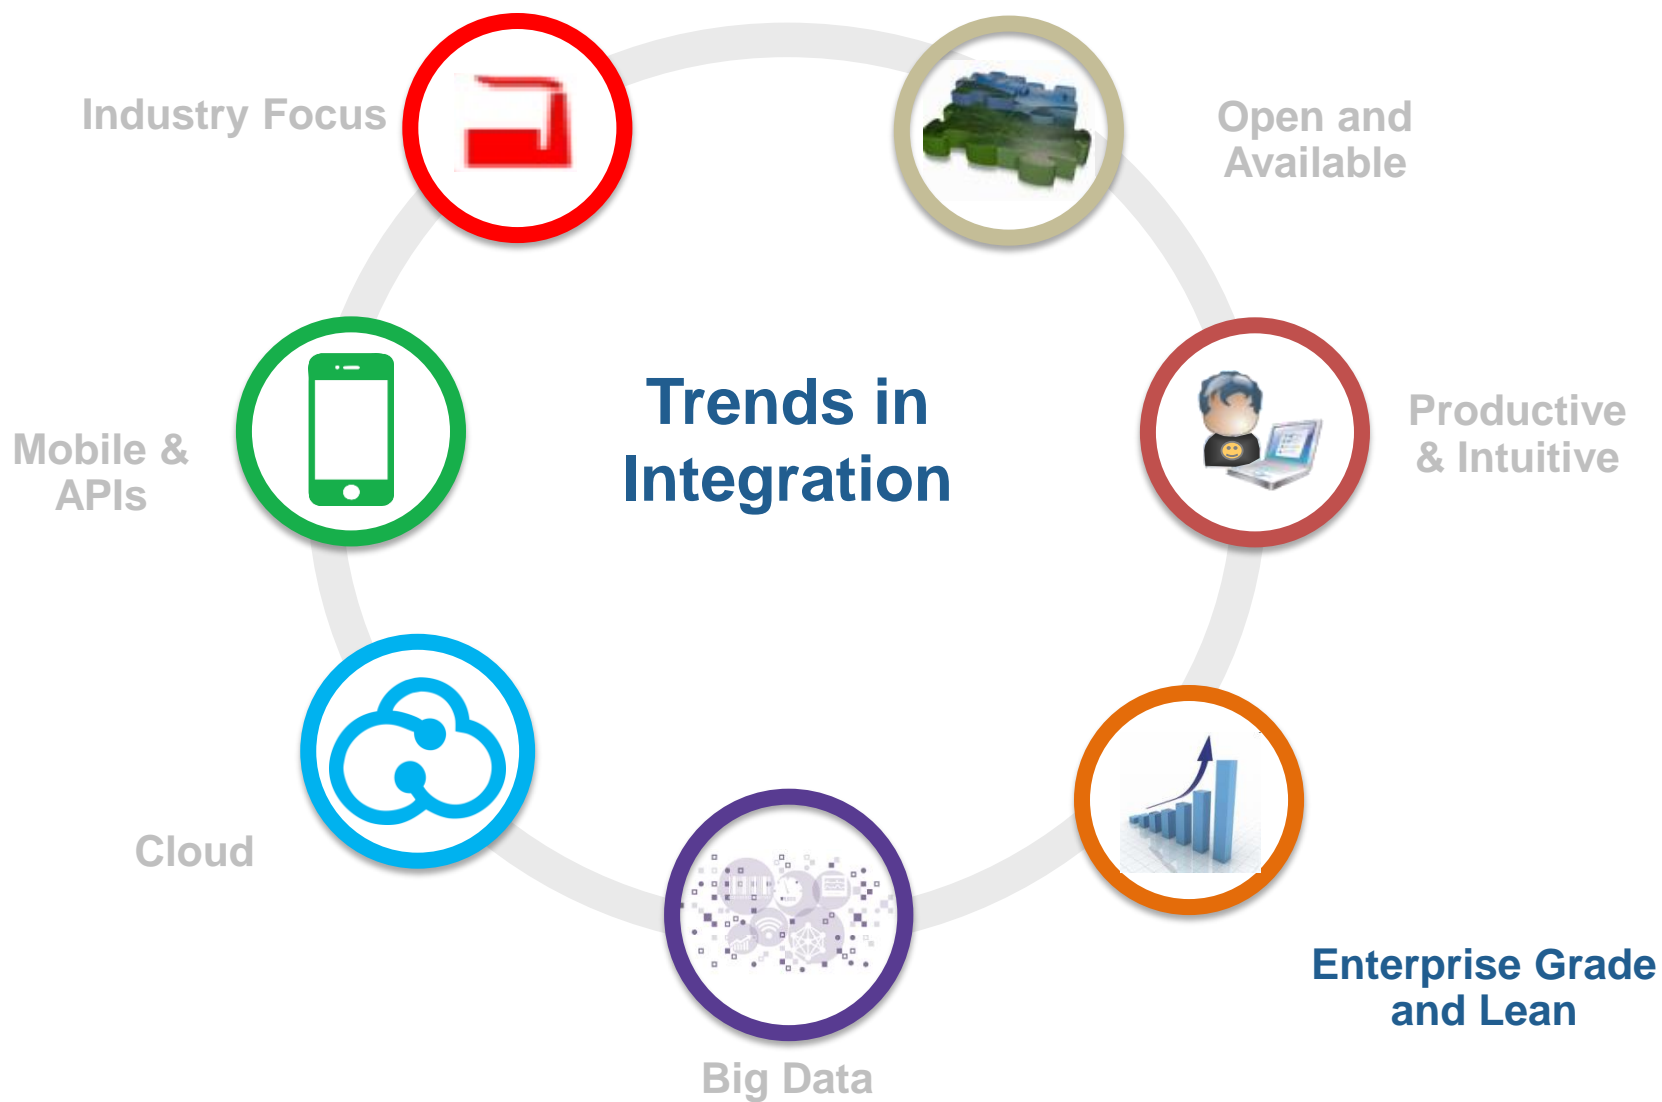 Industry Focus
Open and
Available
Trends in
Integration
Productive
& Intuitive
Mobile &
APIs
Cloud
Enterprise Grade
and Lean
Big Data